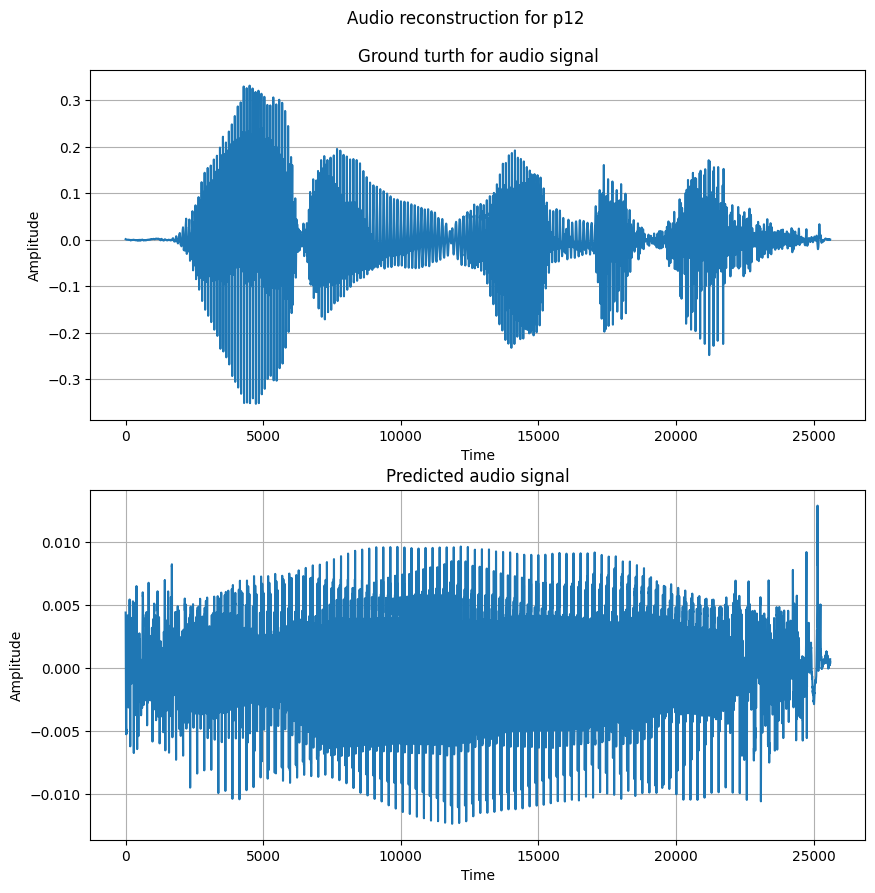 Audio reconstruction for p12
Ground turth for audio signal
0.3
0.2
0.1
0.0
−0.1
−0.2
−0.3
Amplitude
0 5000 10000 15000 20000 25000
Time
Predicted audio signal
0.010
0.005
0.000
−0.005
−0.010
Amplitude
0 5000 10000 15000 20000 25000
Time